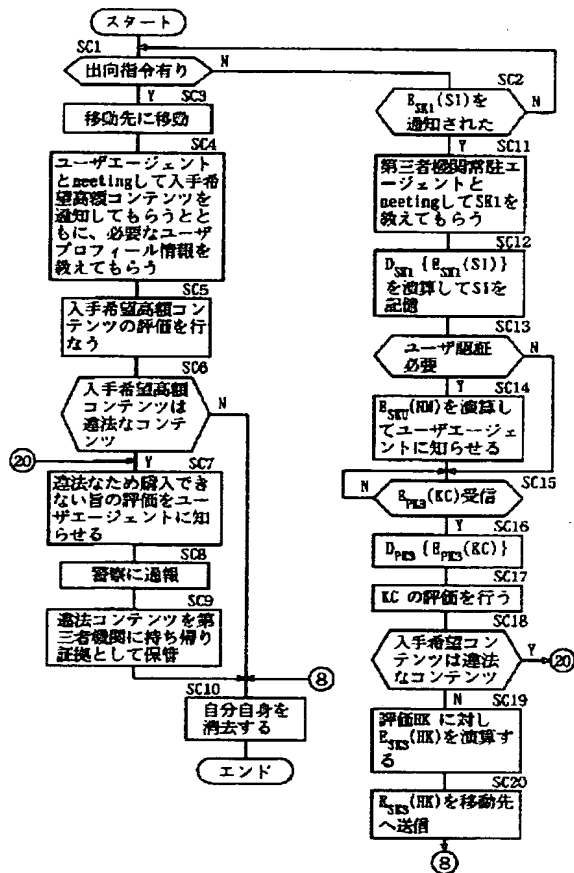 スタート
SC1
出向指令有り
N
Y
SC3
移動先に移動
SC4
ユーザエージェント
とmeetingして入手希
望高額コンテンツを
通知してもらうとと
もに、必要なユーザ
プロフィール情報を
教えてもらう
SC5
入手希望高額コン
テンツの評価を行
なう
SC6
入手希望高額
コンテンツは
違法なコンテ
ンツ
N
20
Y
SC7
違法なため購入でき
ない旨の評価をユー
ザエージェントに知
らせる
SC8
警察に通報
SC9
違法コンテンツを第
三者機関に持ち帰り
証拠として保管
8
SC10
自分自身を
消去する
エンド
SC2
E_SK1(S1)を
通知された
N
Y
SC11
第三者機関常駐エ
ージェントと
meetingしてSK1を
教えてもらう
SC12
D_SK1{E_SK1(S1)}
を演算してS1を
記憶
SC13
ユーザ認証
必要
N
Y
SC14
E_SKU(NM)を演算し
てユーザエージェ
ントに知らせる
SC15
N
E_PK3(KC)受信
Y
SC16
D_PK3{E_PK3(KC)}
SC17
KC の評価を行う
SC18
入手希望コン
テンツは違法
なコンテンツ
Y
20
N
SC19
評価HK に対し
E_SK3(HK)を演算す
る
SC20
E_SK3(HK)を移動先
へ送信
8